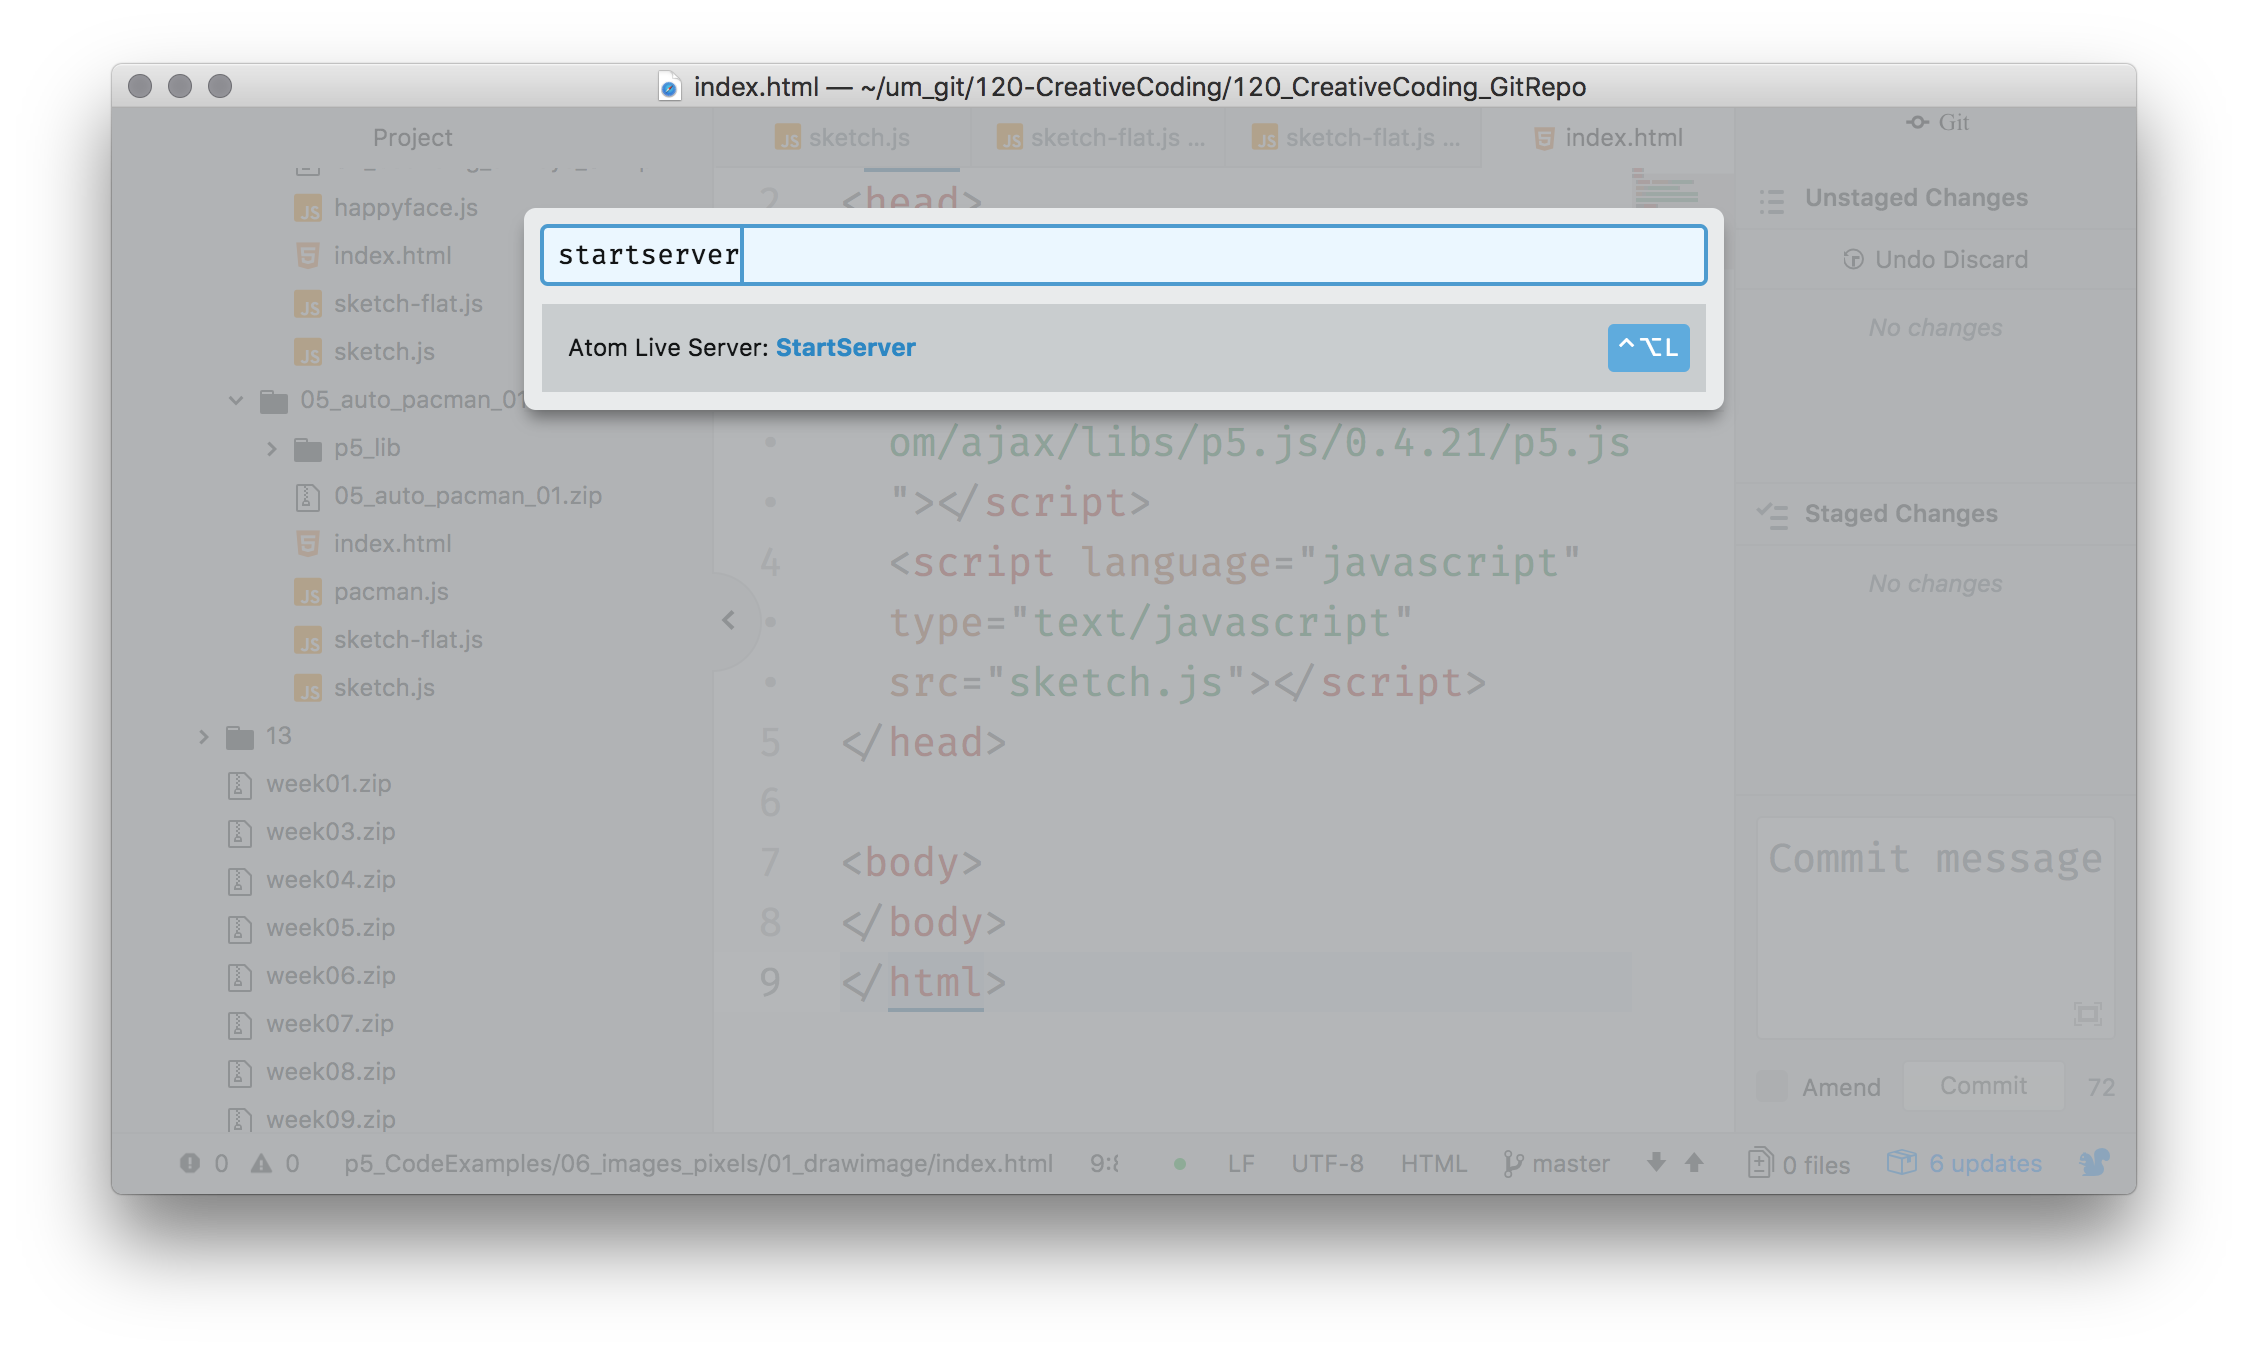 index.html — ~/um_git/120-CreativeCoding/120_CreativeCoding_GitRepo
Project
sketch.js
sketch-flat.js ...
sketch-flat.js ...
index.html
Git
happyface.js
index.html
sketch-flat.js
sketch.js
05_auto_pacman_01
p5_lib
05_auto_pacman_01.zip
index.html
pacman.js
sketch-flat.js
sketch.js
13
week01.zip
week03.zip
week04.zip
week05.zip
week06.zip
week07.zip
week08.zip
week09.zip
startserver
Atom Live Server: StartServer ^⌥L
2 <head>
om/ajax/libs/p5.js/0.4.21/p5.js
"></script>
4 <script language="javascript"
type="text/javascript"
src="sketch.js"></script>
5 </head>
6
7 <body>
8 </body>
9 </html>
Unstaged Changes
Undo Discard
No changes
Staged Changes
No changes
Commit message
Amend
Commit
72
0 0 p5_CodeExamples/06_images_pixels/01_drawimage/index.html LF UTF-8 HTML master 0 files 6 updates